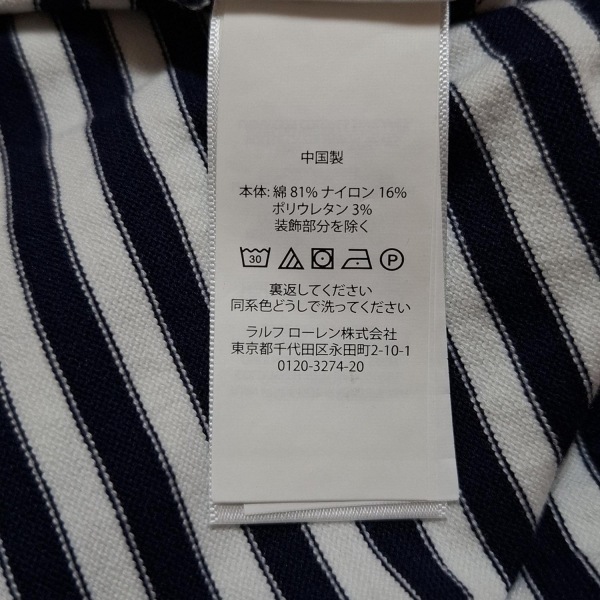 中国製
本体: 綿 81% ナイロン 16%
ポリウレタン 3%
装飾部分を除く
30 P
裏返してください
同系色どうしで洗ってください
ラルフ ローレン株式会社
東京都千代田区永田町2-10-1
0120-3274-20